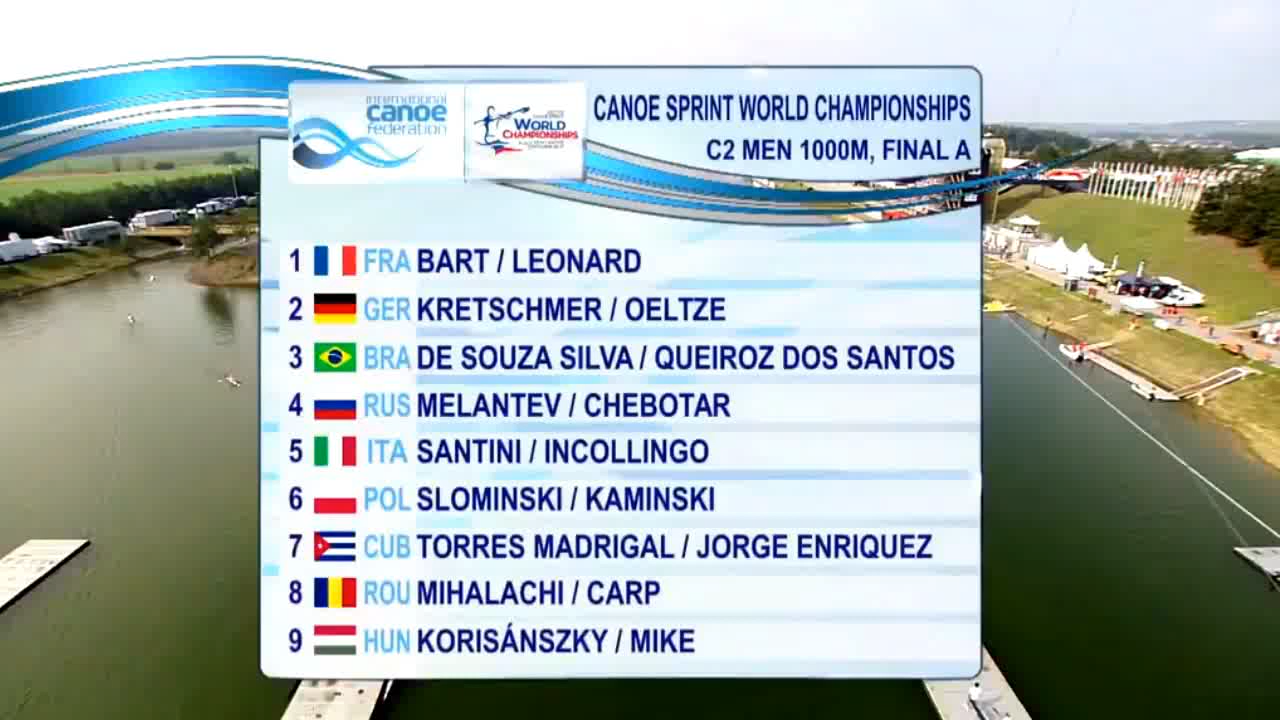 international
canoe
federation
WORLD
CHAMPIONSHIPS
CANOE SPRINT WORLD CHAMPIONSHIPS
C2 MEN 1000M, FINAL A
1 FRA BART / LEONARD
2 GER KRETSCHMER / OELTZE
3 BRA DE SOUZA SILVA / QUEIROZ DOS SANTOS
4 RUS MELANTEV / CHEBOTAR
5 ITA SANTINI / INCOLLINGO
6 POL SLOMINSKI / KAMINSKI
7 CUB TORRES MADRIGAL / JORGE ENRIQUEZ
8 ROU MIHALACHI / CARP
9 HUN KORISÁNSZKY / MIKE